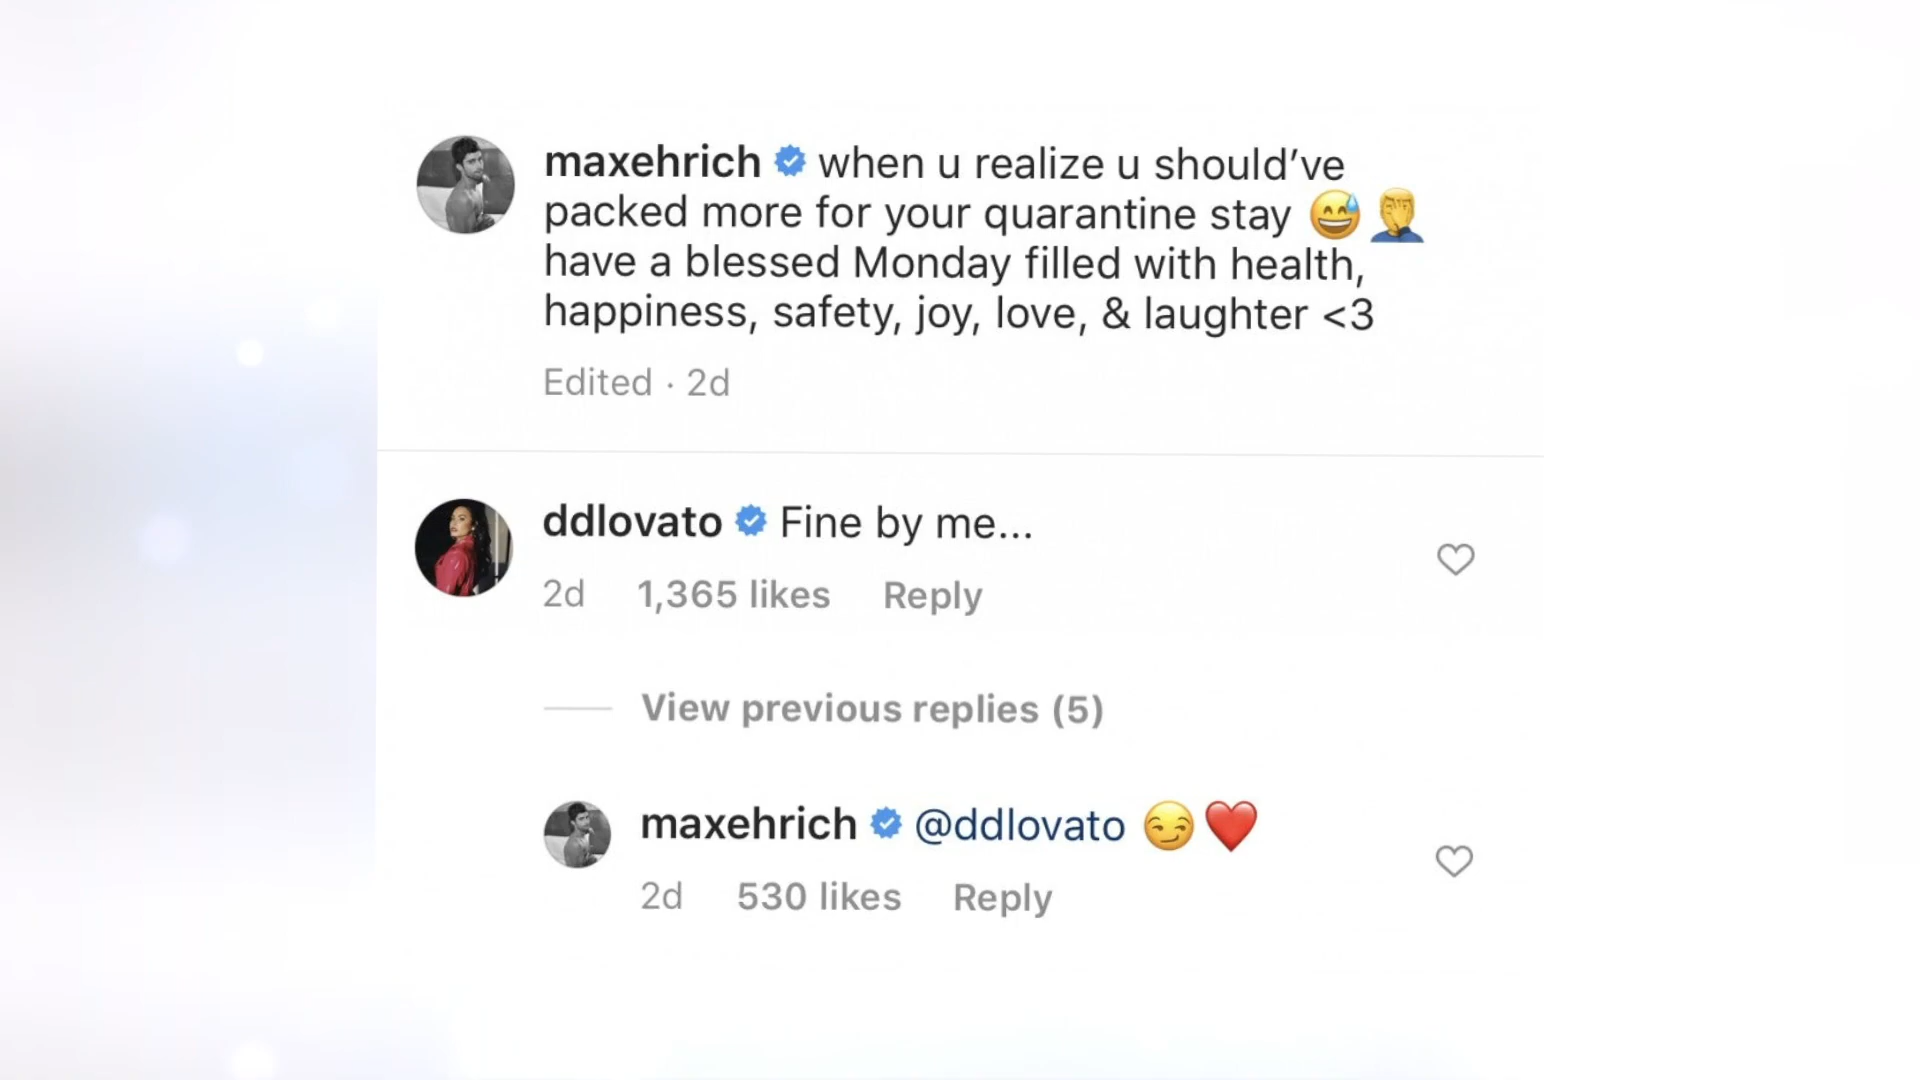 maxehrich when u realize u should’ve
packed more for your quarantine stay 😅🤦‍♂️
have a blessed Monday filled with health,
happiness, safety, joy, love, & laughter <3
Edited · 2d
ddlovato Fine by me...
2d 1,365 likes Reply
View previous replies (5)
maxehrich @ddlovato 😏❤️
2d 530 likes Reply